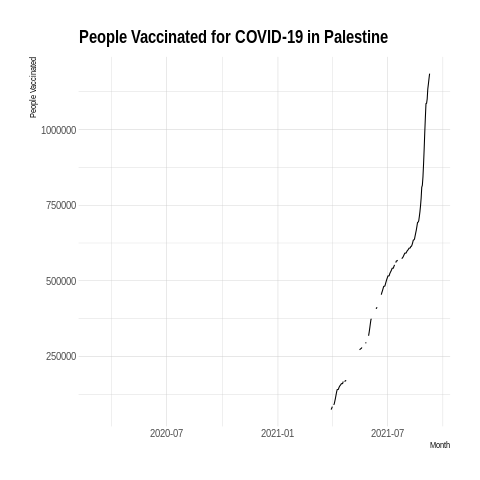 People Vaccinated for COVID-19 in Palestine
People Vaccinated
1000000
750000
500000
250000
2020-07
2021-01
2021-07
Month